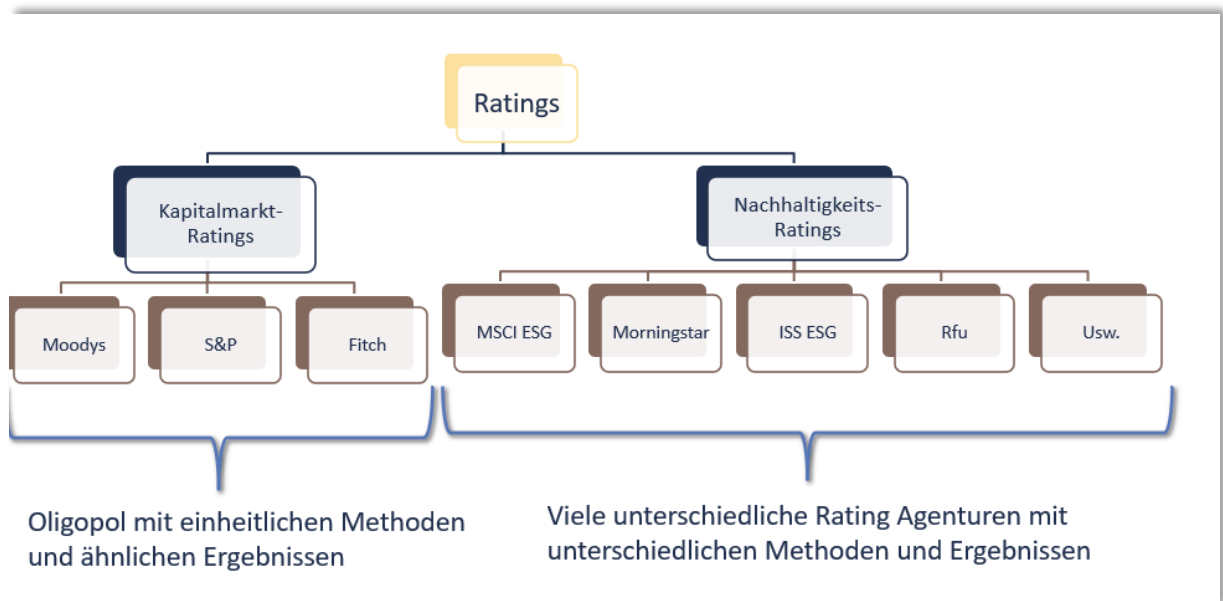 Ratings
Kapitalmarkt-
Ratings
Nachhaltigkeits-
Ratings
Moodys
S&P
Fitch
MSCI ESG
Morningstar
ISS ESG
Rfu
Usw.
Oligopol mit einheitlichen Methoden
und ähnlichen Ergebnissen
Viele unterschiedliche Rating Agenturen mit
unterschiedlichen Methoden und Ergebnissen